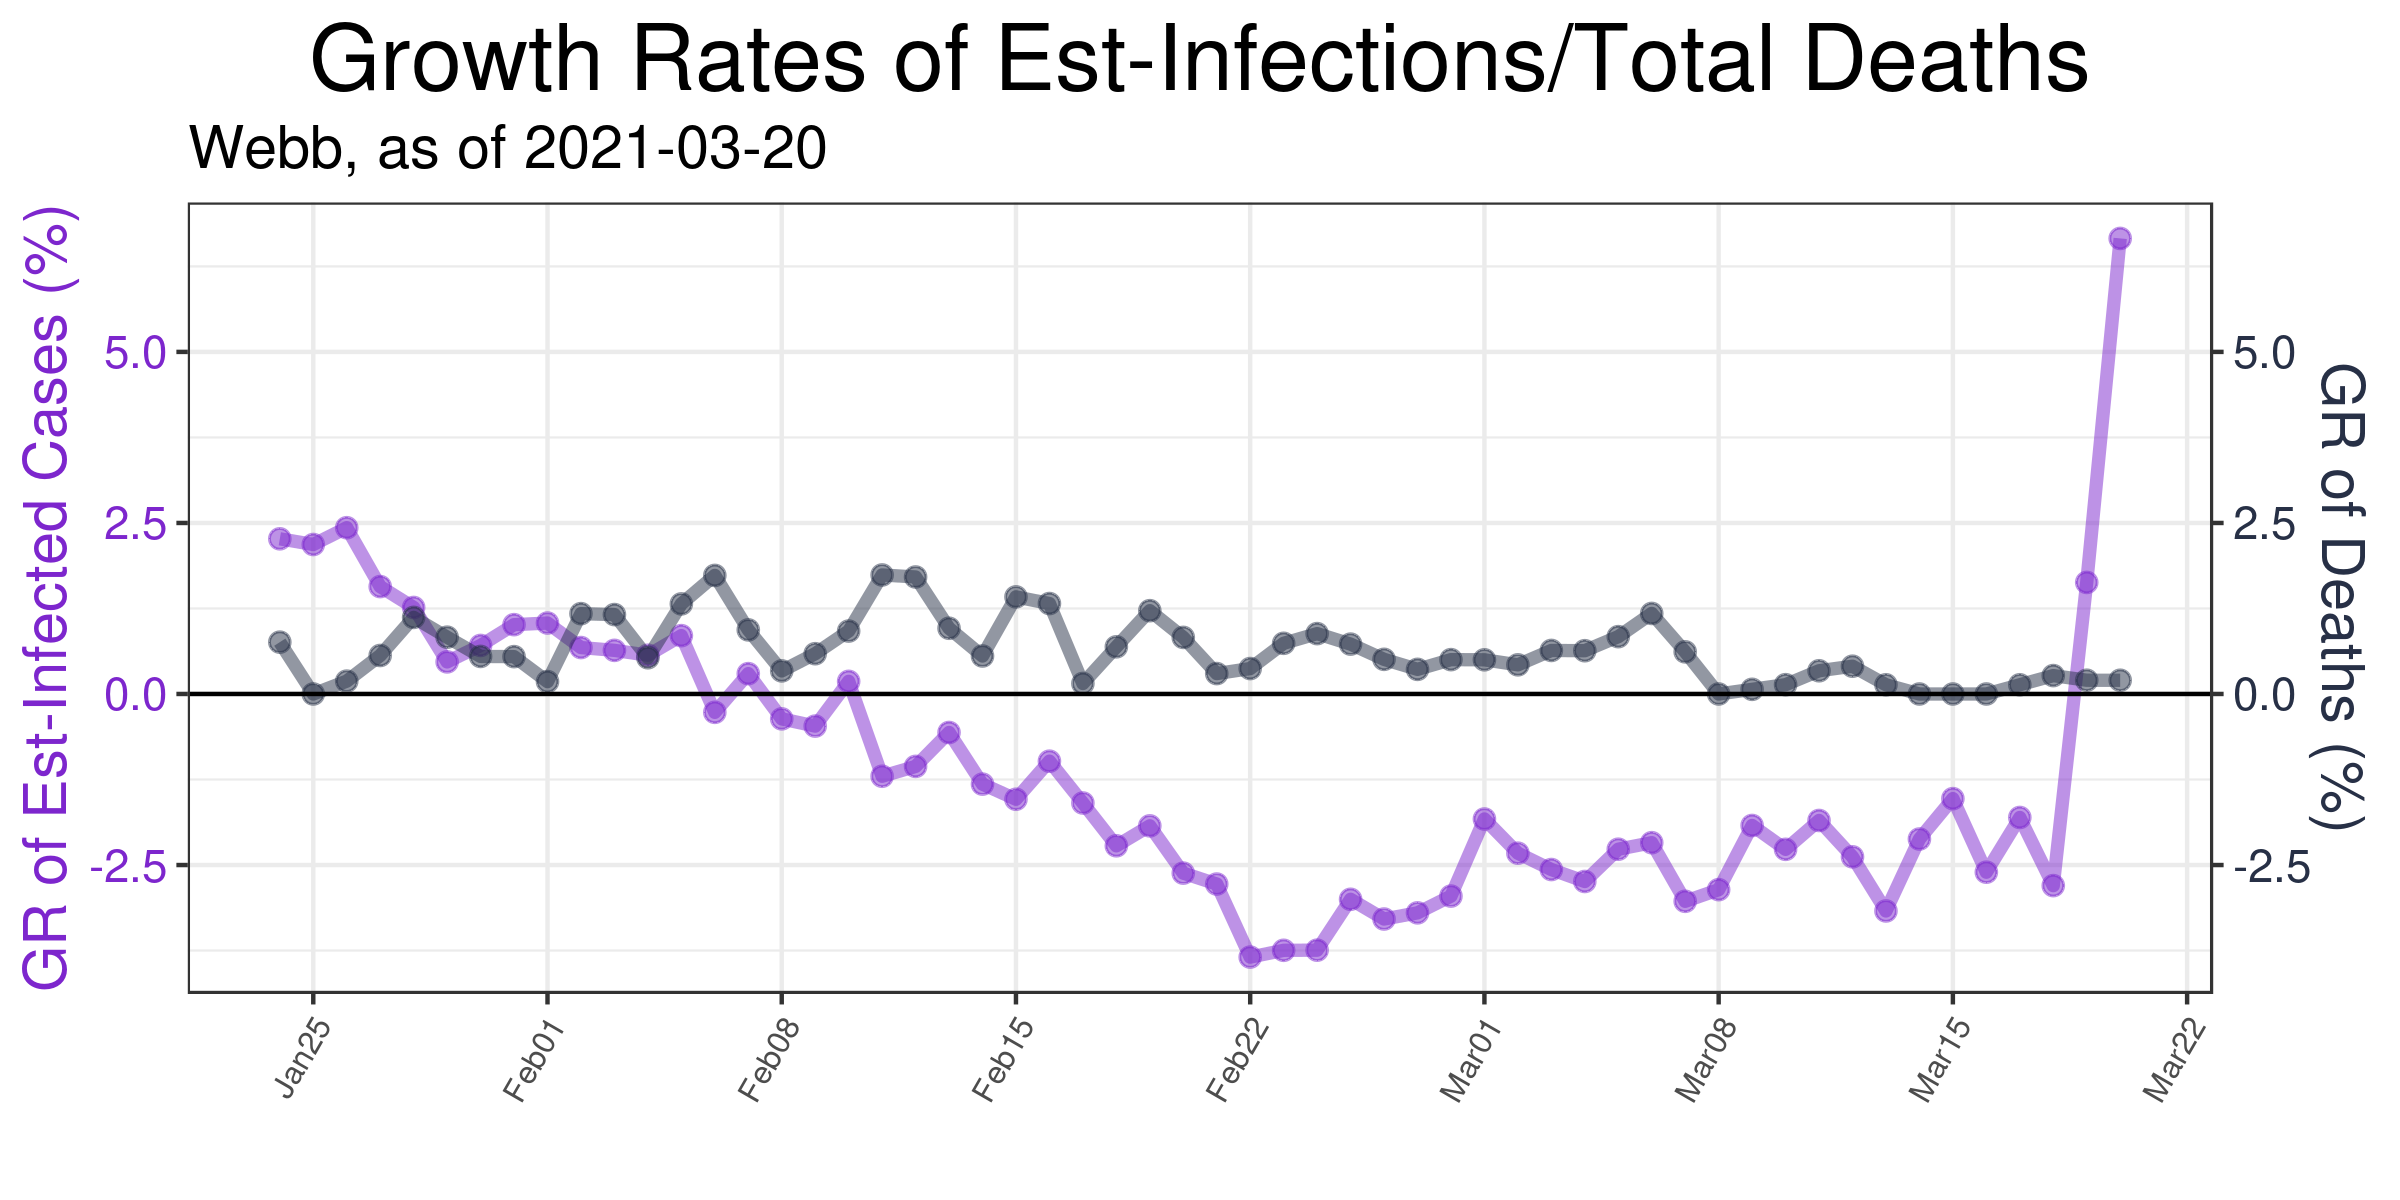 Growth Rates of Est-Infections/Total Deaths
Webb, as of 2021-03-20
GR of Est-Infected Cases (%)
5.0
2.5
0.0
-2.5
5.0
2.5
0.0
-2.5
GR of Deaths (%)
Jan25
Feb01
Feb08
Feb15
Feb22
Mar01
Mar08
Mar15
Mar22